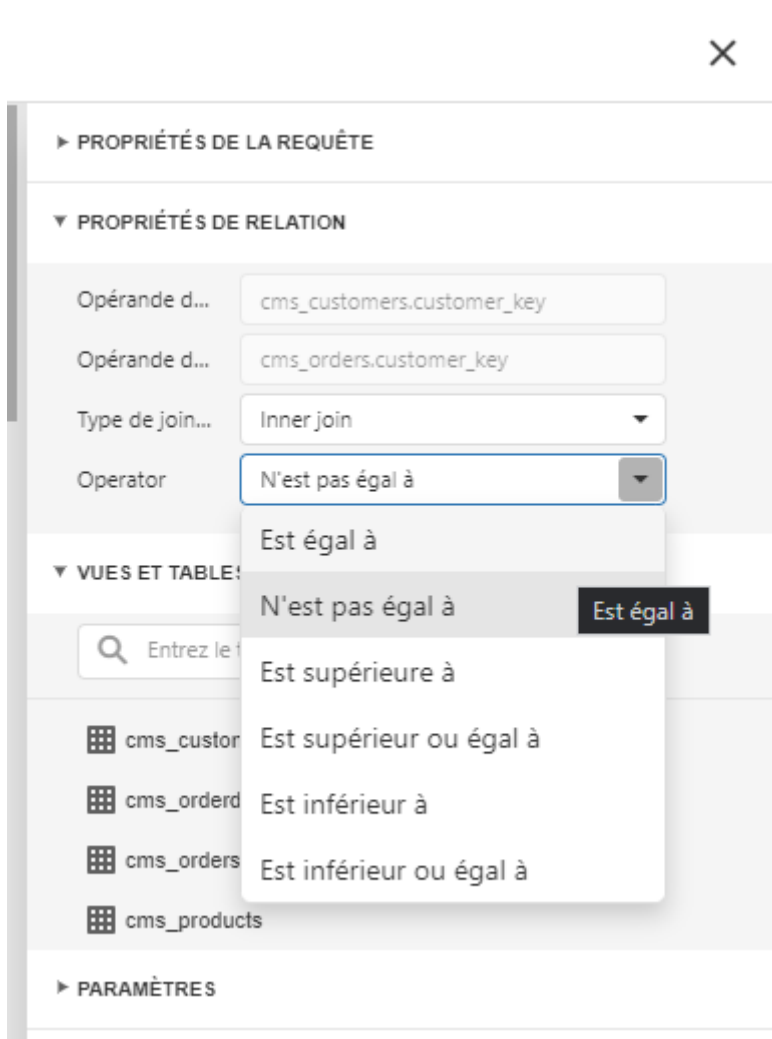 PROPRIÉTÉS DE LA REQUÊTE
PROPRIÉTÉS DE RELATION
Opérande d... cms_customers.customer_key
Opérande d... cms_orders.customer_key
Type de join... Inner join
Operator N'est pas égal à
Est égal à
VUES ET TABLES
N'est pas égal à Est égal à
Entrez le
Est supérieure à
cms_custor Est supérieur ou égal à
cms_orderd Est inférieur à
cms_orders Est inférieur ou égal à
cms_products
PARAMÈTRES